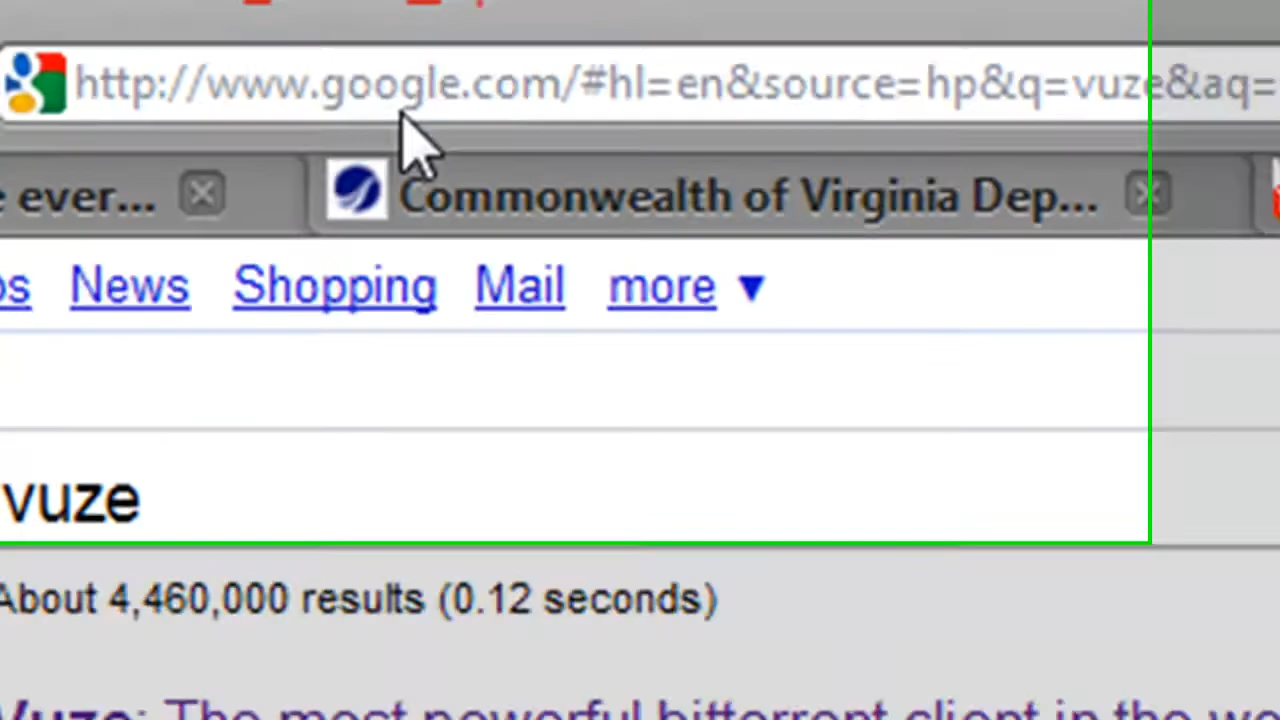 http://www.google.com/#hl=en&source=hp&q=vuze&aq=
ever... Commonwealth of Virginia Dep...
News Shopping Mail more ▼
vuze
About 4,460,000 results (0.12 seconds)
Vuze: The most powerful bittorrent client in the